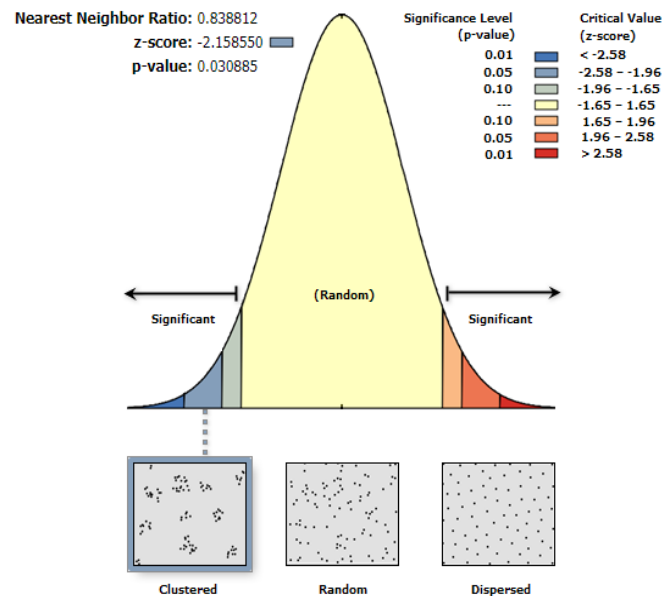 Nearest Neighbor Ratio: 0.838812
z-score: -2.158550
p-value: 0.030885
Significance Level
(p-value)
Critical Value
(z-score)
0.01 < -2.58
0.05 -2.58 – -1.96
0.10 -1.96 – -1.65
--- -1.65 – 1.65
0.10 1.65 – 1.96
0.05 1.96 – 2.58
0.01 > 2.58
(Random)
Significant
Significant
Clustered
Random
Dispersed